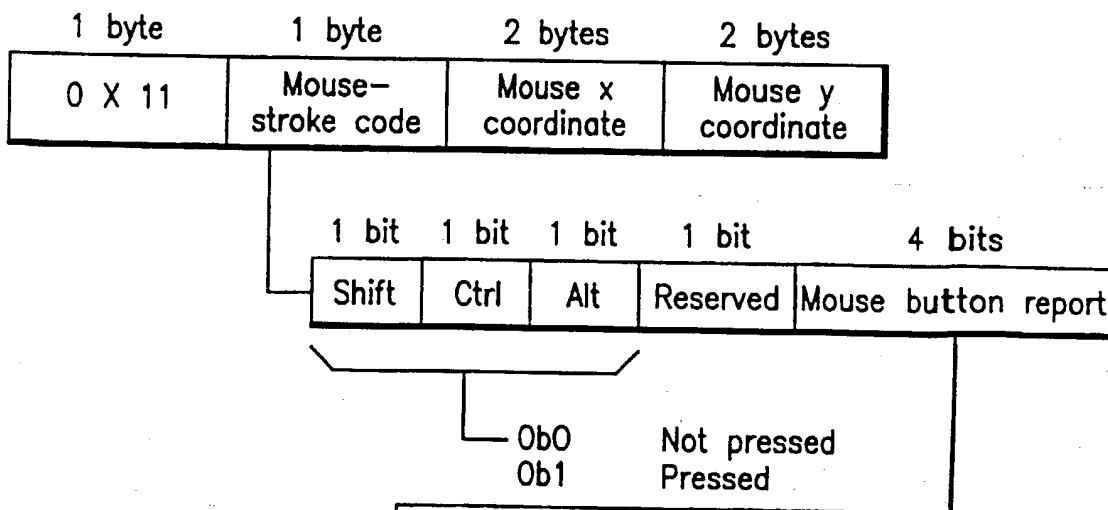 1 byte 1 byte 2 bytes 2 bytes
0 X 11 Mouse- Mouse x Mouse y
stroke code coordinate coordinate
1 bit 1 bit 1 bit 1 bit 4 bits
Shift Ctrl Alt Reserved Mouse button report
0b0 Not pressed
0b1 Pressed